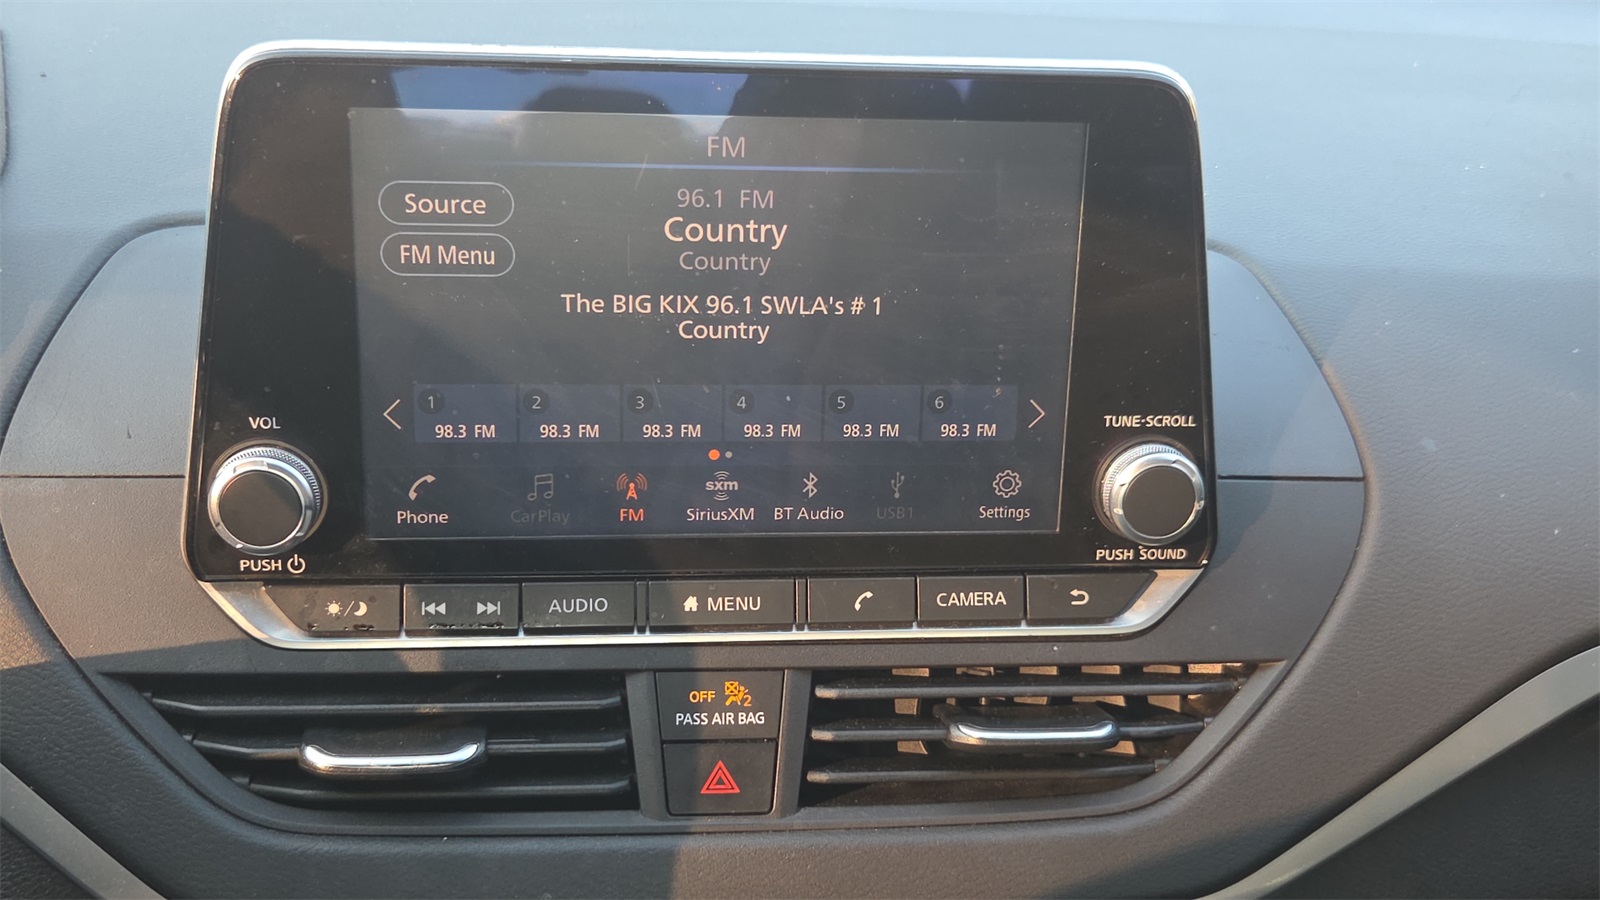 FM
Source
96.1 FM
Country
FM Menu
Country
The BIG KIX 96.1 SWLA's # 1
Country
1
2
3
4
5
6
98.3 FM
98.3 FM
98.3 FM
98.3 FM
98.3 FM
98.3 FM
VOL
TUNE·SCROLL
sxm
Phone
CarPlay
FM
SiriusXM
BT Audio
USB1
Settings
PUSH
PUSH SOUND
AUDIO
MENU
CAMERA
OFF
2
PASS AIR BAG